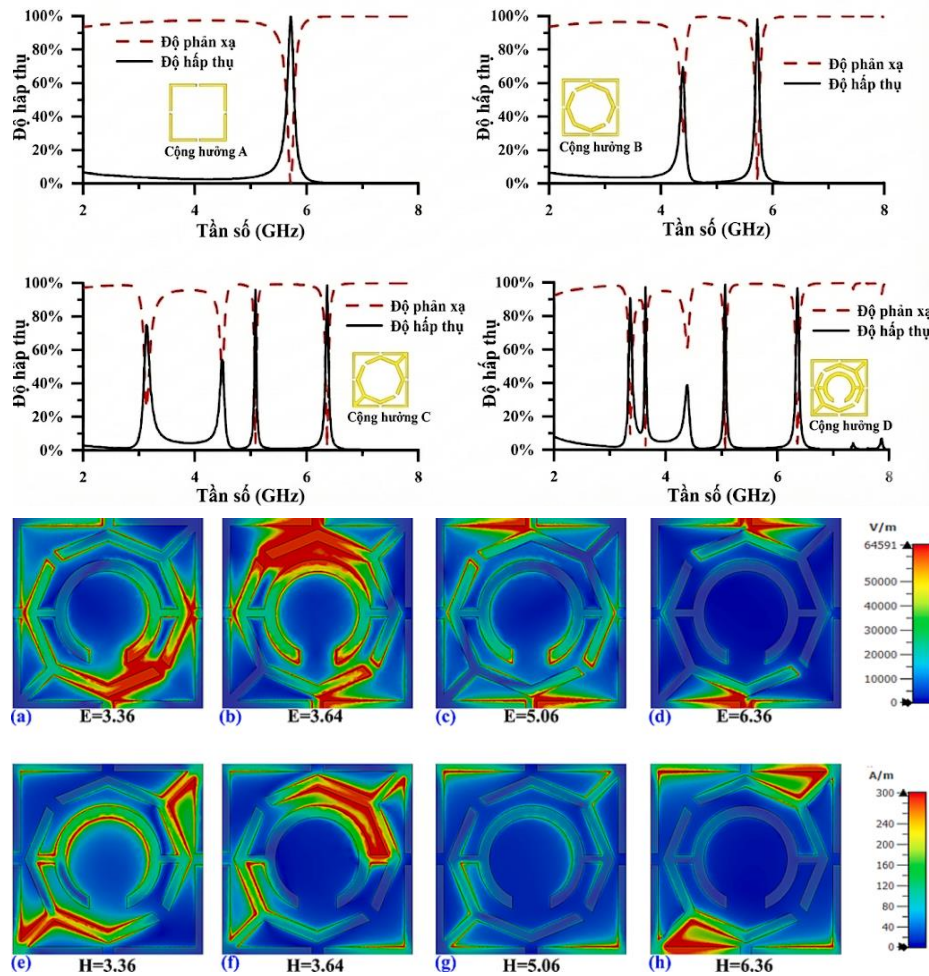 100%
80%
60%
40%
20%
0%
Độ hấp thụ
Độ phản xạ
Độ hấp thụ
Cộng hưởng A
2 4 6 8
Tần số (GHz)
100%
80%
60%
40%
20%
0%
Độ hấp thụ
Độ phản xạ
Độ hấp thụ
Cộng hưởng B
2 4 6 8
Tần số (GHz)
100%
80%
60%
40%
20%
0%
Độ hấp thụ
Độ phản xạ
Độ hấp thụ
Cộng hưởng C
2 4 6 8
Tần số (GHz)
100%
80%
60%
40%
20%
0%
Độ hấp thụ
Độ phản xạ
Độ hấp thụ
Cộng hưởng D
2 4 6 8
Tần số (GHz)
(a) E=3.36
(b) E=3.64
(c) E=5.06
(d) E=6.36
V/m
64591
50000
40000
30000
20000
10000
0
(e) H=3.36
(f) H=3.64
(g) H=5.06
(h) H=6.36
A/m
300
240
200
160
120
80
40
0